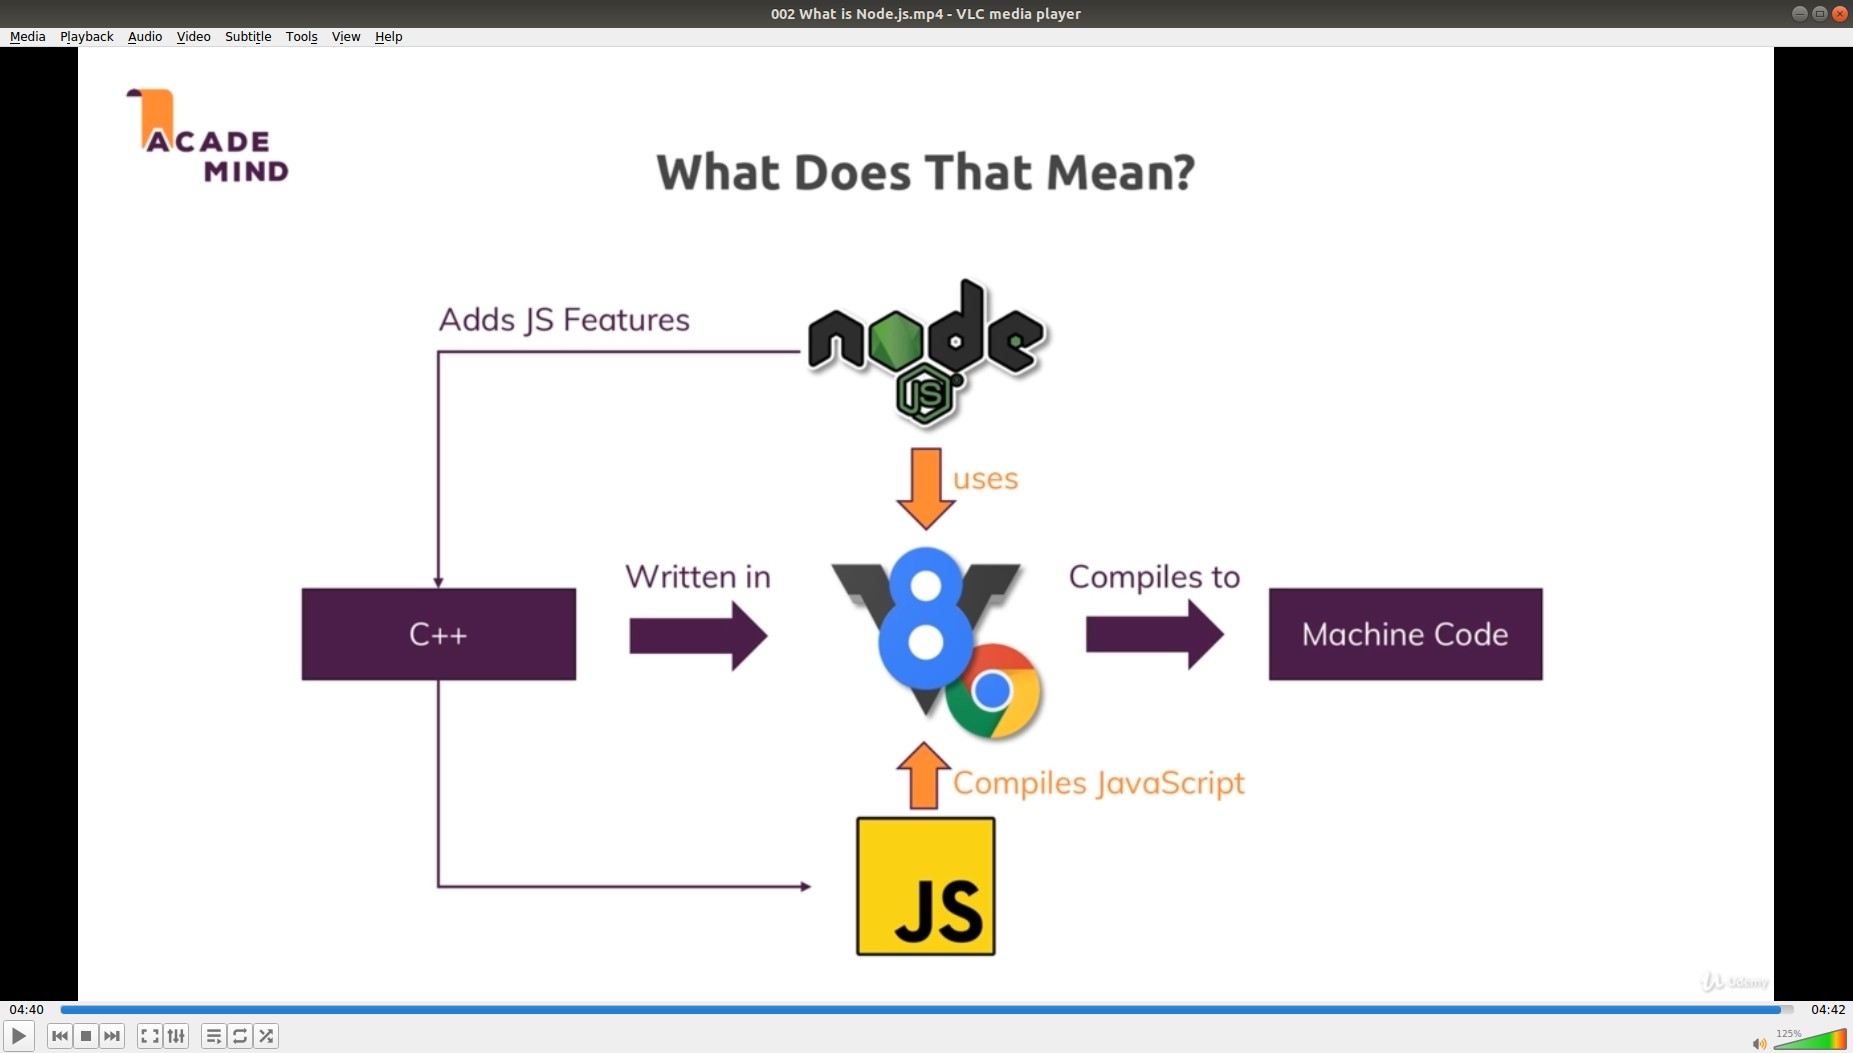 002 What is Node.js.mp4 - VLC media player
Media Playback Audio Video Subtitle Tools View Help
ACADE
MIND
What Does That Mean?
Adds JS Features
node
JS
uses
Written in
8
Compiles to
C++
Machine Code
Compiles JavaScript
JS
Udemy
04:40
04:42
125%